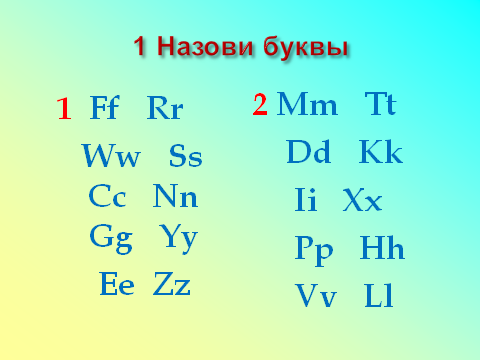 1 Назови буквы
1 Ff Rr
Ww Ss
Cc Nn
Gg Yy
Ee Zz
2 Mm Tt
Dd Kk
Ii Xx
Pp Hh
Vv Ll